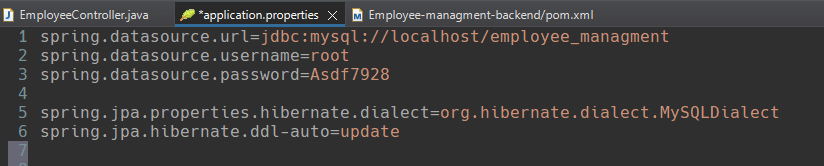 EmployeeController.java *application.properties Employee-managment-backend/pom.xml
1 spring.datasource.url=jdbc:mysql://localhost/employee_managment
2 spring.datasource.username=root
3 spring.datasource.password=Asdf7928
4
5 spring.jpa.properties.hibernate.dialect=org.hibernate.dialect.MySQLDialect
6 spring.jpa.hibernate.ddl-auto=update
7